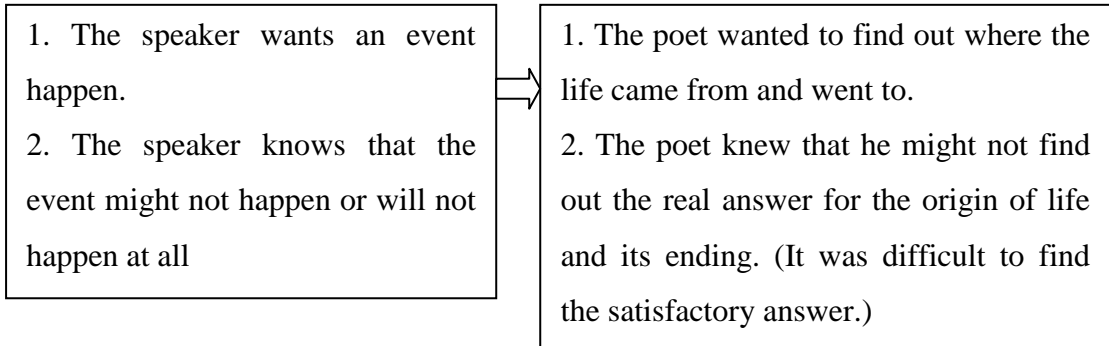 1. The speaker wants an event
happen.
2. The speaker knows that the
event might not happen or will not
happen at all
1. The poet wanted to find out where the
life came from and went to.
2. The poet knew that he might not find
out the real answer for the origin of life
and its ending. (It was difficult to find
the satisfactory answer.)